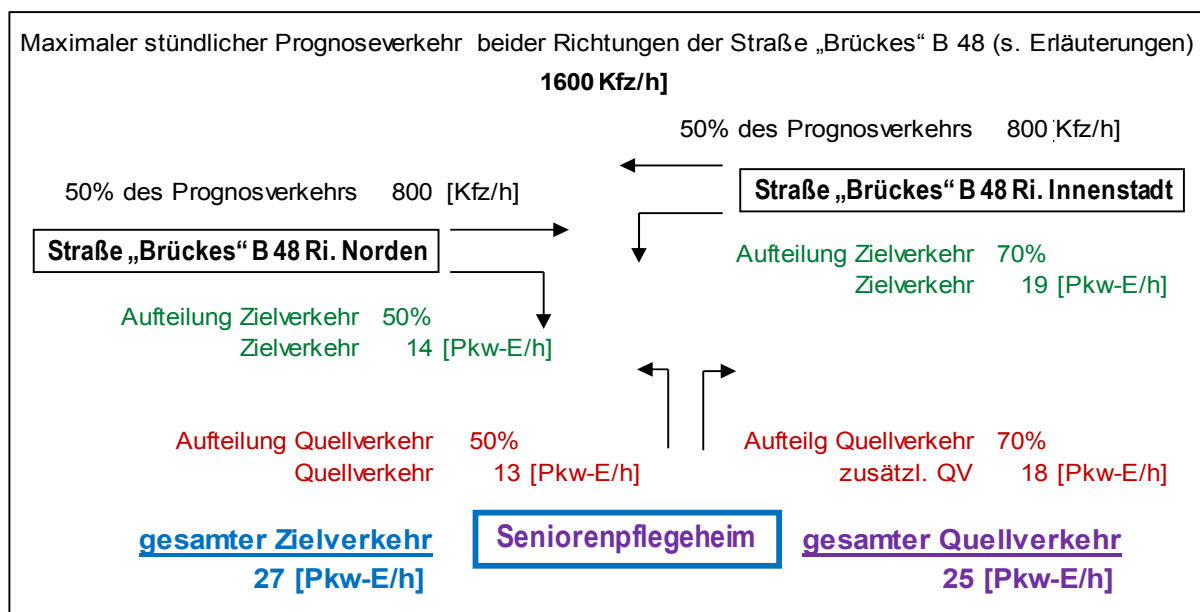 Maximaler stündlicher Prognoseverkehr beider Richtungen der Straße „Brückes“ B 48 (s. Erläuterungen)
1600 Kfz/h]
50% des Prognosverkehrs 800 [Kfz/h]
50% des Prognosverkehrs 800 [Kfz/h]
Straße „Brückes“ B 48 Ri. Innenstadt
Straße „Brückes“ B 48 Ri. Norden
Aufteilung Zielverkehr 70%
Zielverkehr 19 [Pkw-E/h]
Aufteilung Zielverkehr 50%
Zielverkehr 14 [Pkw-E/h]
Aufteilung Quellverkehr 50%
Quellverkehr 13 [Pkw-E/h]
Aufteilg Quellverkehr 70%
zusätzl. QV 18 [Pkw-E/h]
gesamter Zielverkehr
27 [Pkw-E/h]
Seniorenpflegeheim
gesamter Quellverkehr
25 [Pkw-E/h]